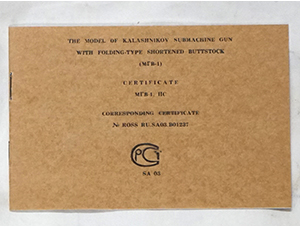 THE MODEL OF KALASHNIKOV SUBMACHINE GUN
WITH FOLDING-TYPE SHORTENED BUTTSTOCK
(МГВ-1)
CERTIFICATE
МГВ-1. ПС
CORRESPONDING CERTIFICATE
№ ROSS RU.SA03.D01237
SA 03